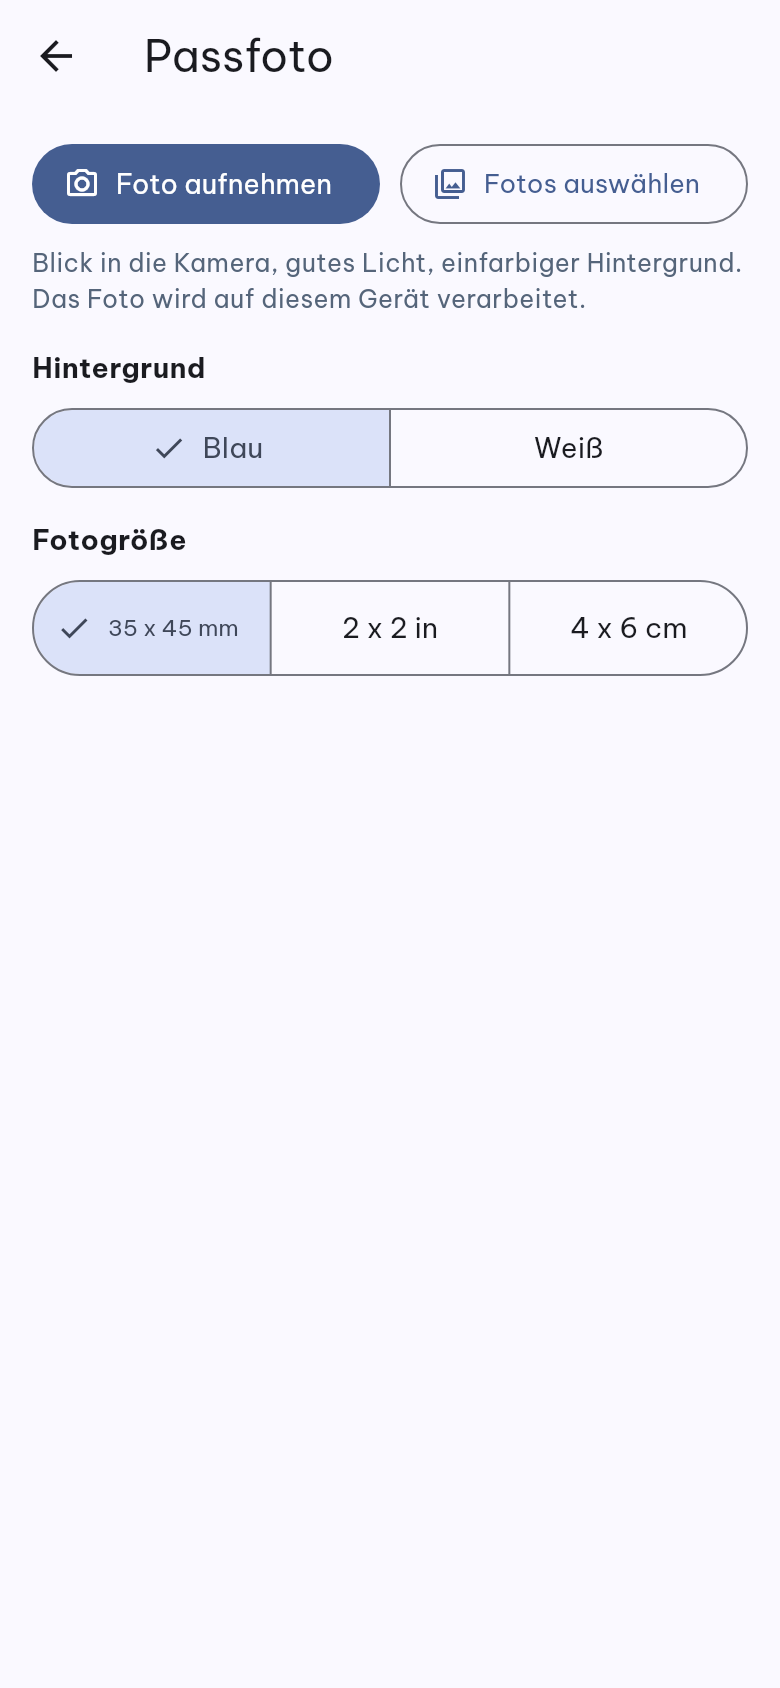 Passfoto
Foto aufnehmen
Fotos auswählen
Blick in die Kamera, gutes Licht, einfarbiger Hintergrund.
Das Foto wird auf diesem Gerät verarbeitet.
Hintergrund
Blau
Weiß
Fotogröße
35 x 45 mm
2 x 2 in
4 x 6 cm